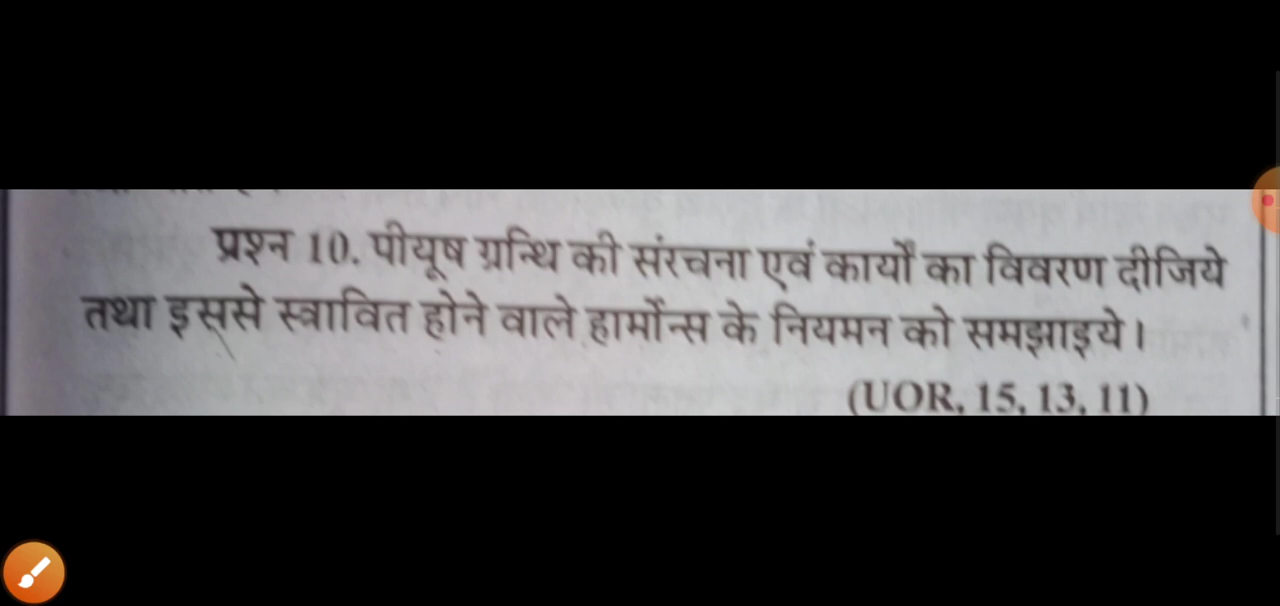 प्रश्न 10. पीयूष ग्रन्थि की संरचना एवं कार्यों का विवरण दीजिये
तथा इससे स्त्रावित होने वाले हार्मोन्स के नियमन को समझाइये।
(UOR, 15, 13, 11)